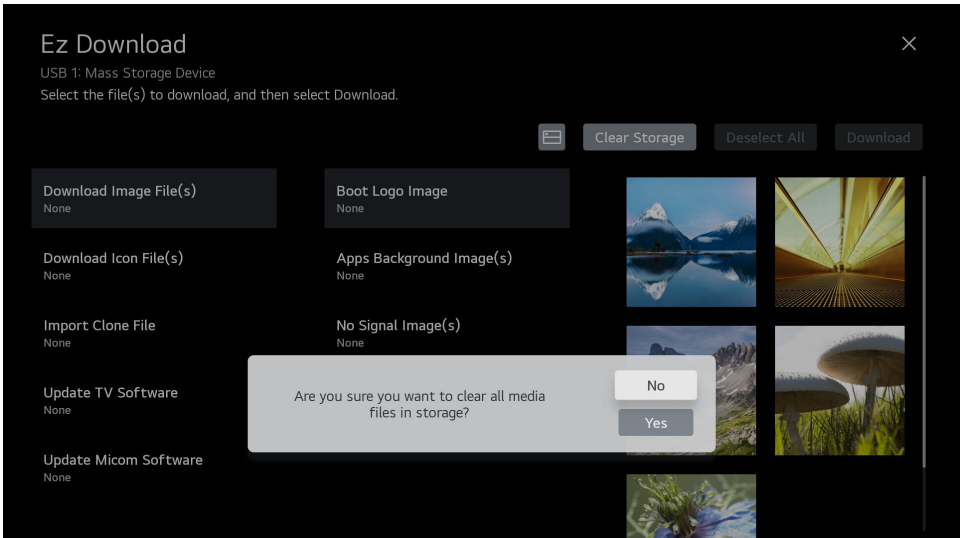 Ez Download
USB 1: Mass Storage Device
Select the file(s) to download, and then select Download.
Clear Storage
Deselect All
Download
Download Image File(s)
None
Boot Logo Image
None
Download Icon File(s)
None
Apps Background Image(s)
None
Import Clone File
None
No Signal Image(s)
None
Update TV Software
None
Are you sure you want to clear all media
files in storage?
No
Yes
Update Micom Software
None